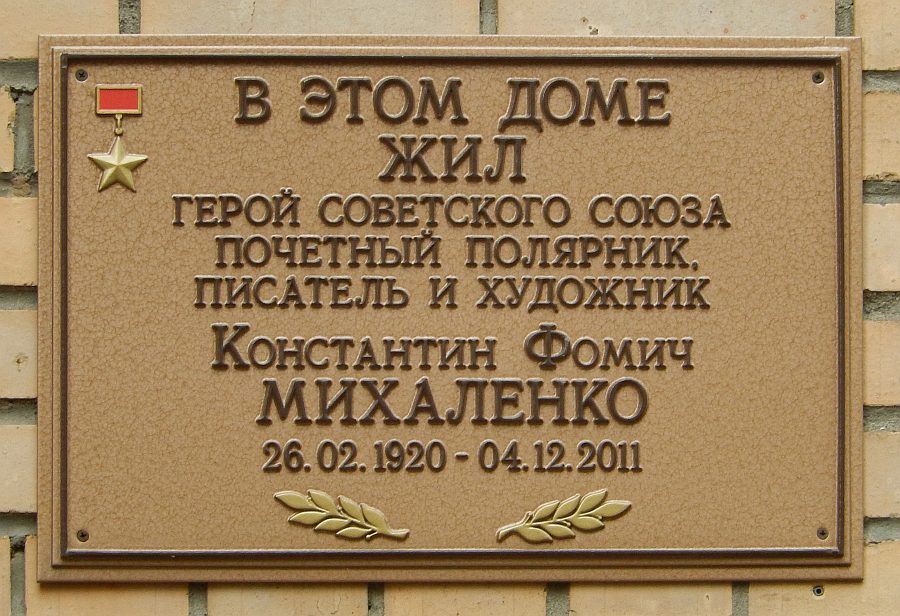 В ЭТОМ ДОМЕ
ЖИЛ
ГЕРОЙ СОВЕТСКОГО СОЮЗА
ПОЧЕТНЫЙ ПОЛЯРНИК,
ПИСАТЕЛЬ И ХУДОЖНИК
КОНСТАНТИН ФОМИЧ
МИХАЛЕНКО
26.02.1920 - 04.12.2011